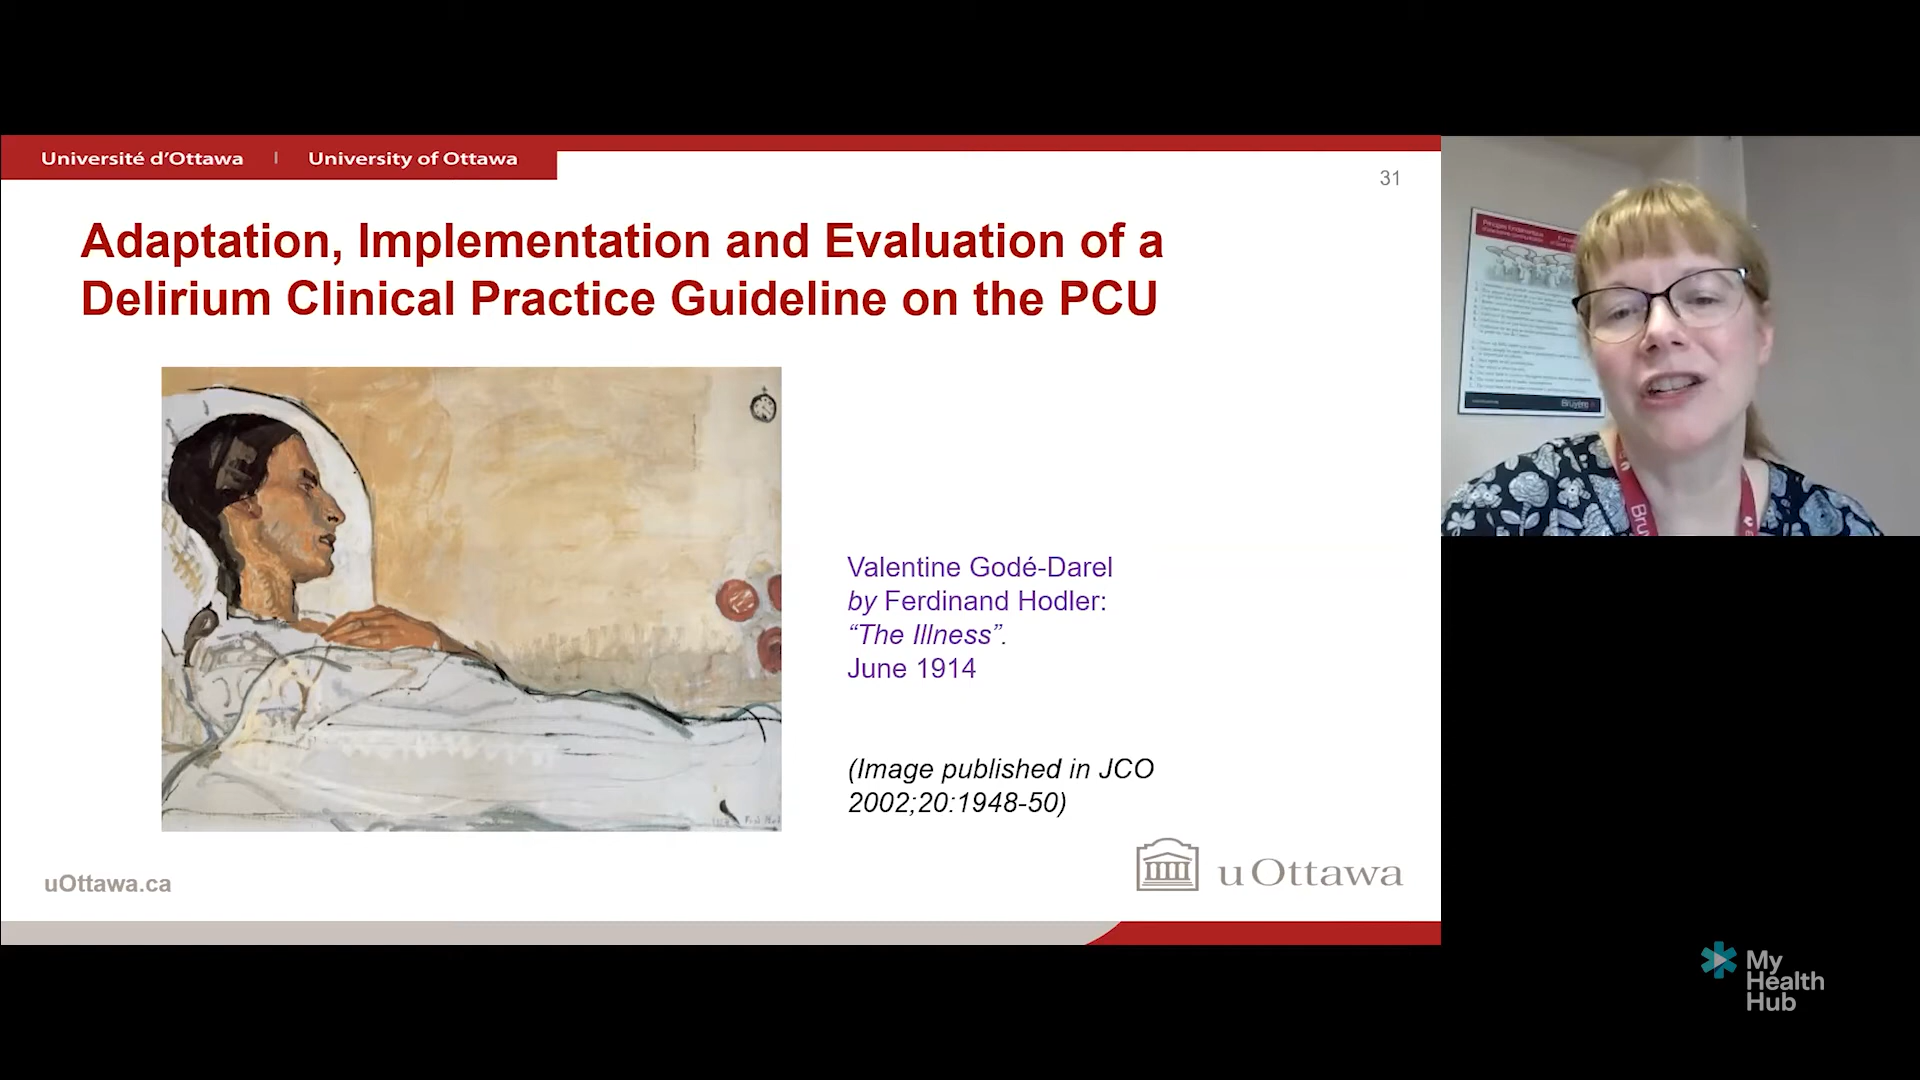 Université d'Ottawa | University of Ottawa
31
Adaptation, Implementation and Evaluation of a
Delirium Clinical Practice Guideline on the PCU
Valentine Godé-Darel
by Ferdinand Hodler:
“The Illness”.
June 1914
(Image published in JCO
2002;20:1948-50)
uOttawa.ca
uOttawa
Bruyère
Bru
My
Health
Hub